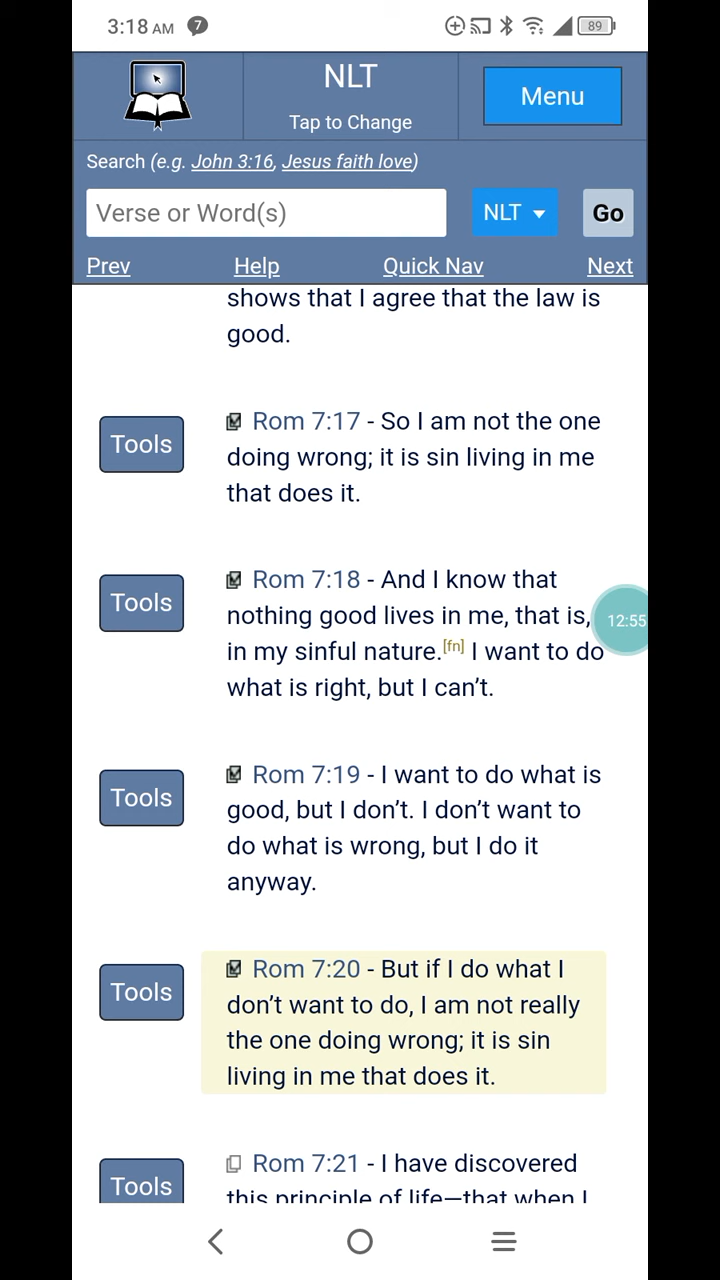 3:18 AM 7 89
NLT
Tap to Change
Menu
Search (e.g. John 3:16, Jesus faith love)
Verse or Word(s)
NLT
Go
Prev Help Quick Nav Next
shows that I agree that the law is
good.
Tools
Rom 7:17 - So I am not the one
doing wrong; it is sin living in me
that does it.
Tools
Rom 7:18 - And I know that
nothing good lives in me, that is,
in my sinful nature.[fn] I want to do
what is right, but I can’t.
12:55
Tools
Rom 7:19 - I want to do what is
good, but I don’t. I don’t want to
do what is wrong, but I do it
anyway.
Tools
Rom 7:20 - But if I do what I
don’t want to do, I am not really
the one doing wrong; it is sin
living in me that does it.
Tools
Rom 7:21 - I have discovered
this principle of life—that when I